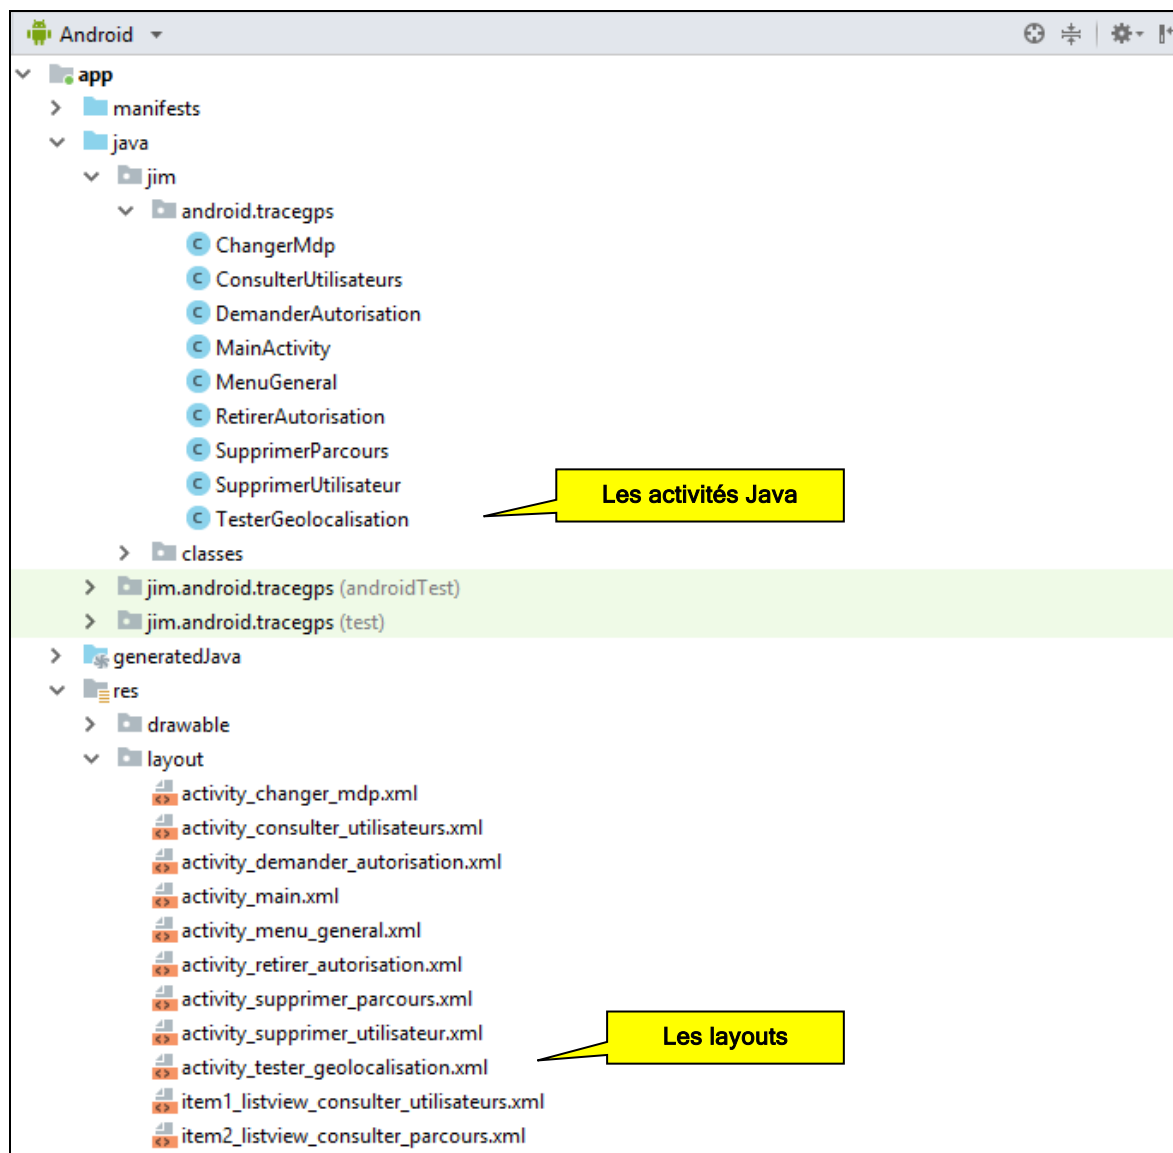 Android
app
manifests
java
jim
android.tracegps
C ChangerMdp
C ConsulterUtilisateurs
C DemanderAutorisation
C MainActivity
C MenuGeneral
C RetirerAutorisation
C SupprimerParcours
C SupprimerUtilisateur
Les activités Java
C TesterGeolocalisation
classes
jim.android.tracegps (androidTest)
jim.android.tracegps (test)
generatedJava
res
drawable
layout
activity_changer_mdp.xml
activity_consulter_utilisateurs.xml
activity_demander_autorisation.xml
activity_main.xml
activity_menu_general.xml
activity_retirer_autorisation.xml
activity_supprimer_parcours.xml
activity_supprimer_utilisateur.xml
Les layouts
activity_tester_geolocalisation.xml
item1_listview_consulter_utilisateurs.xml
item2_listview_consulter_parcours.xml